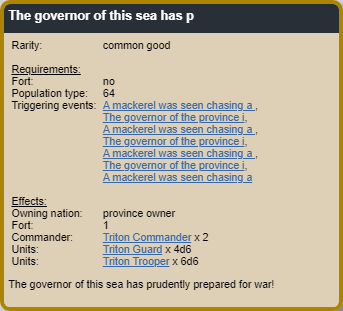 The governor of this sea has p
Rarity: common good
Requirements:
Fort: no
Population type: 64
Triggering events: A mackerel was seen chasing a ,
The governor of the province i,
A mackerel was seen chasing a ,
The governor of the province i,
A mackerel was seen chasing a ,
The governor of the province i,
A mackerel was seen chasing a
Effects:
Owning nation: province owner
Fort: 1
Commander: Triton Commander x 2
Units: Triton Guard x 4d6
Units: Triton Trooper x 6d6
The governor of this sea has prudently prepared for war!